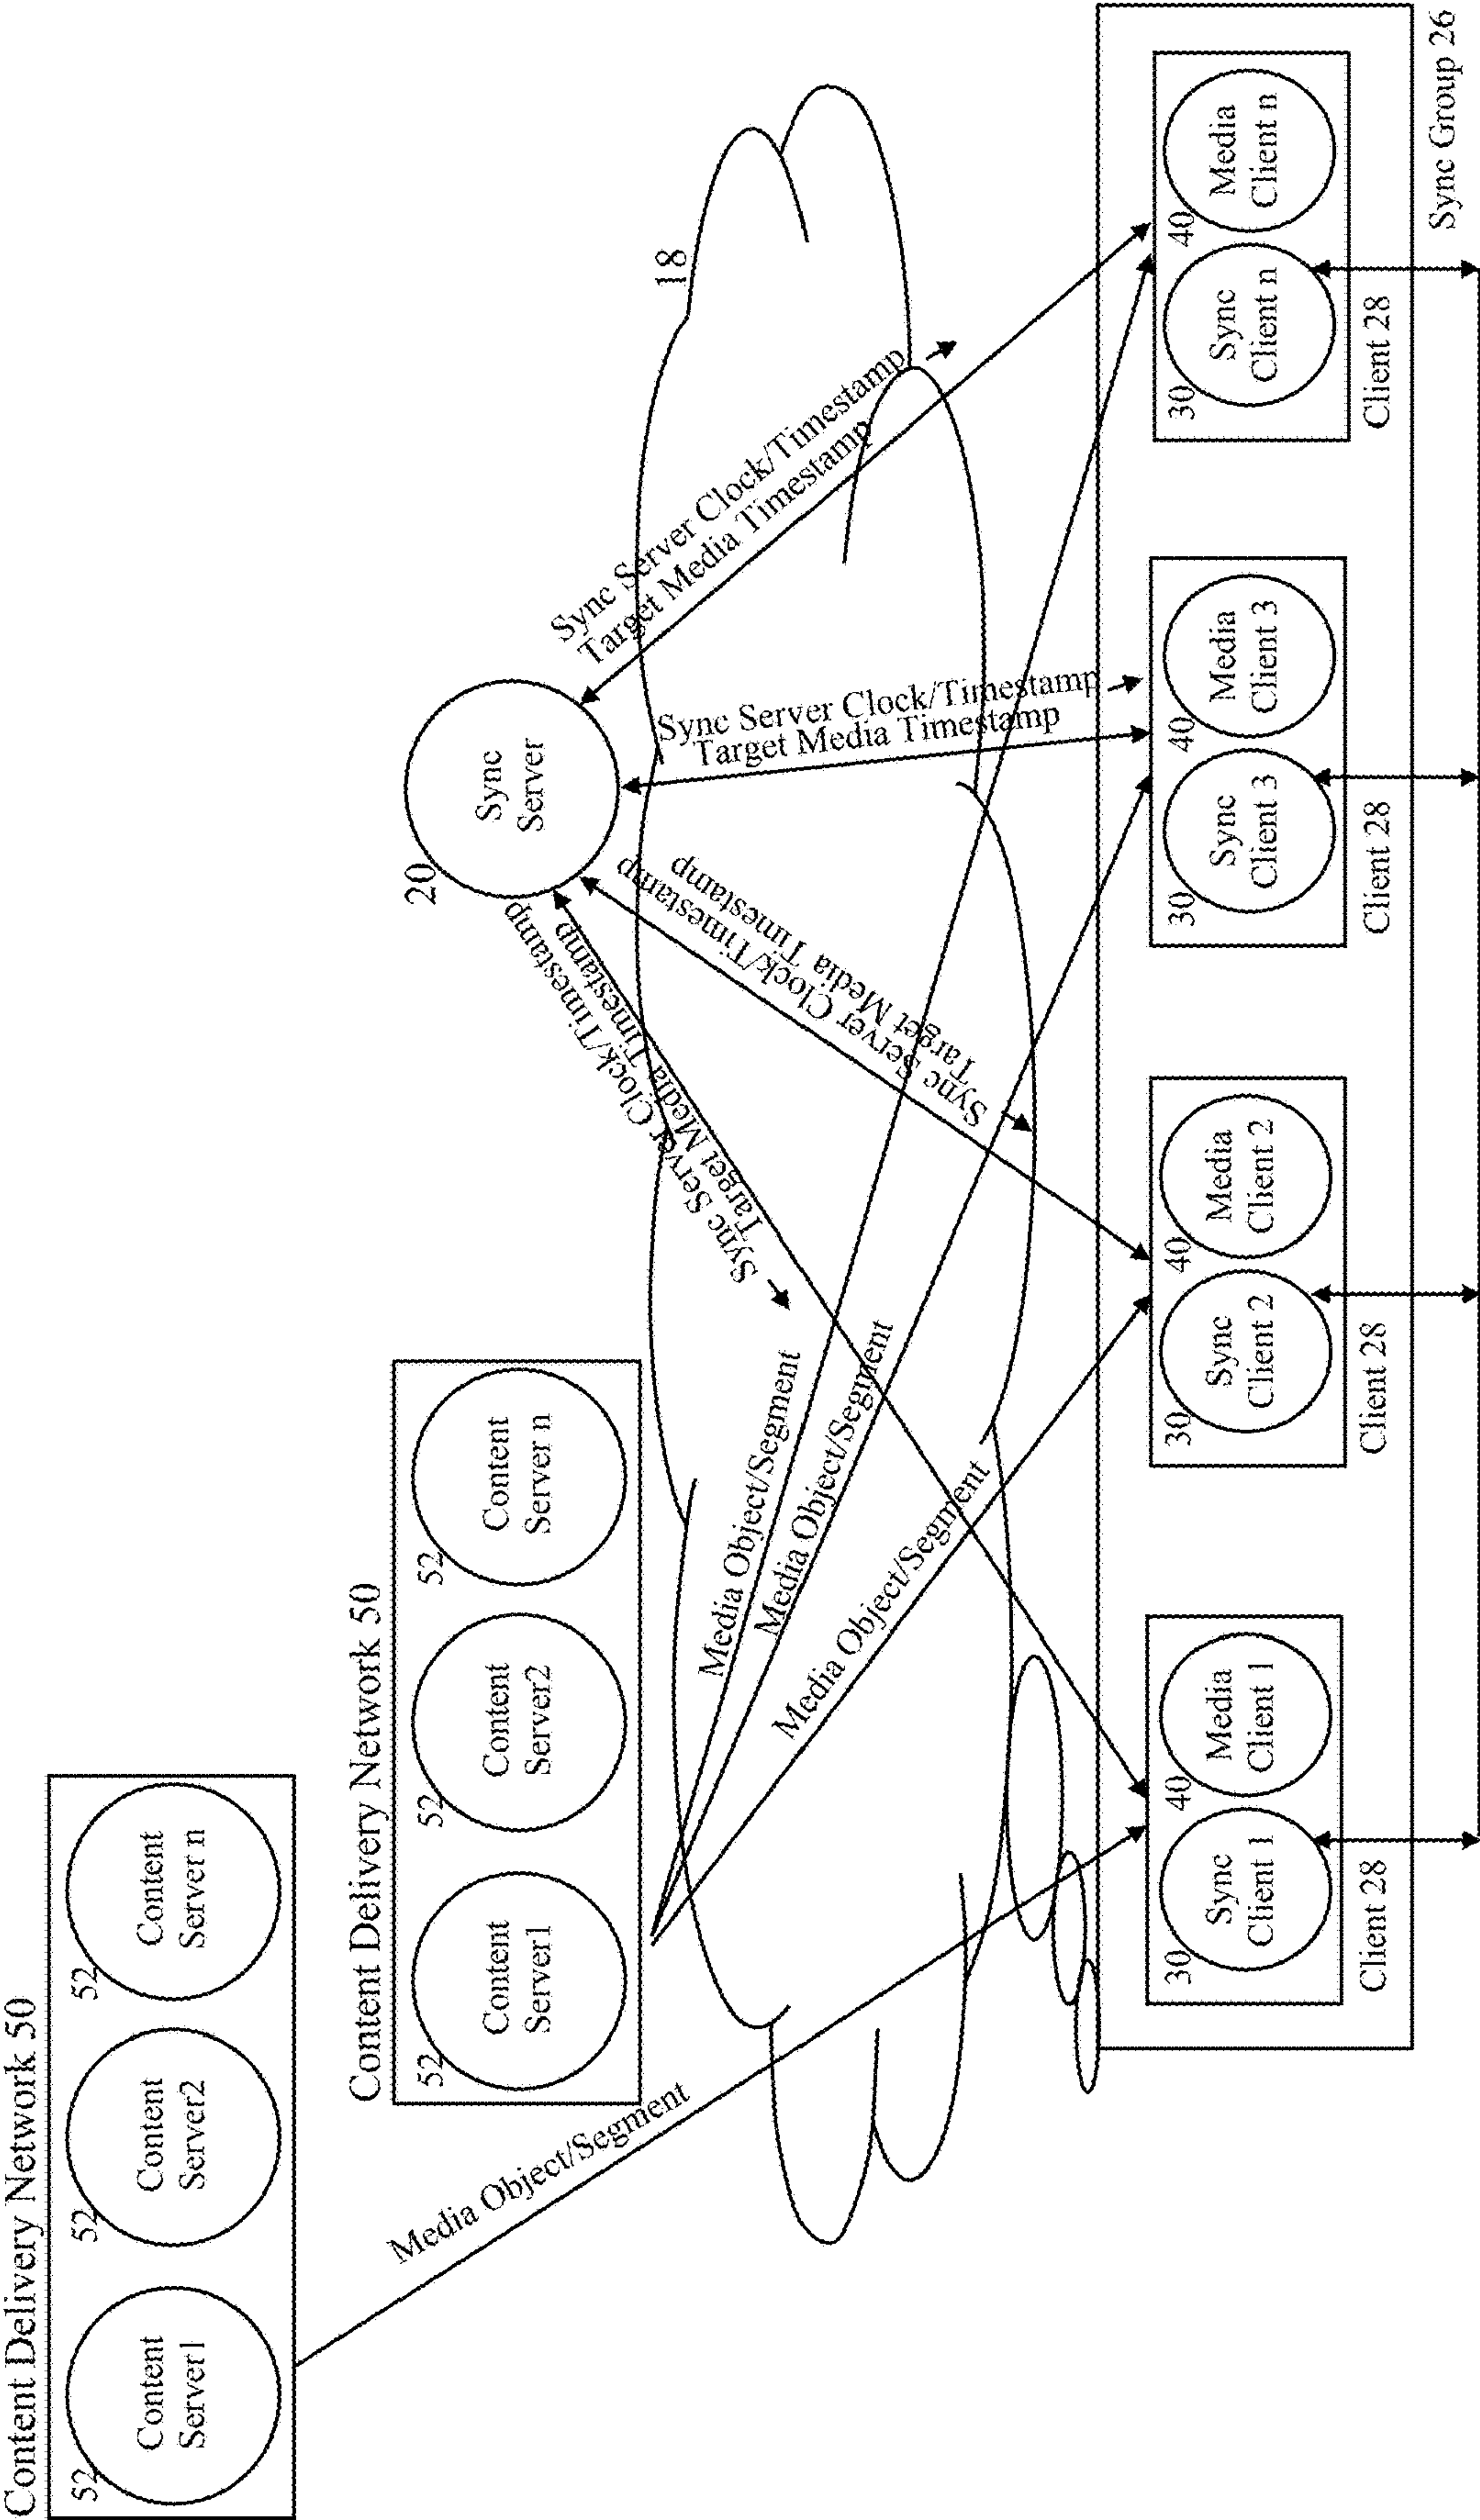 Content Delivery Network 50
52
Content
Server1
52
Content
Server2
52
Content
Server n
Content Delivery Network 50
52
Content
Server1
52
Content
Server2
52
Content
Server n
20
Sync
Server
18
Media Object/Segment
Media Object/Segment
Media Object/Segment
Media Object/Segment
Sync Server Clock/Timestamp
Target Media Timestamp
Sync Server Clock/Timestamp
Target Media Timestamp
Sync Server Clock/Timestamp
Target Media Timestamp
Sync Server Clock/Timestamp
Target Media Timestamp
30
Sync
Client 1
40
Media
Client 1
Client 28
30
Sync
Client 2
40
Media
Client 2
Client 28
30
Sync
Client 3
40
Media
Client 3
Client 28
30
Sync
Client n
40
Media
Client n
Client 28
Sync Group 26